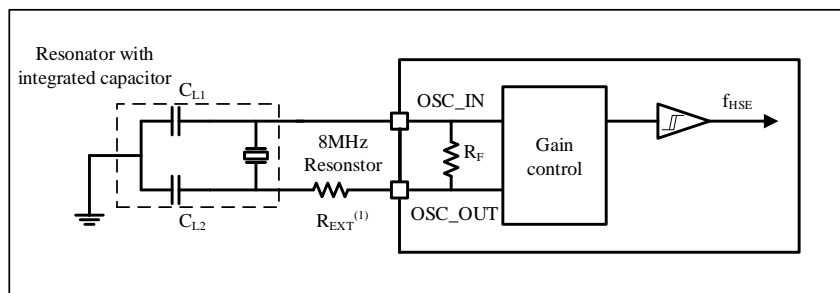 Resonator with
integrated capacitor
C_L1
OSC_IN
f_HSE
8MHz
Resonstor
R_F
Gain
control
C_L2
R_EXT^(1)
OSC_OUT